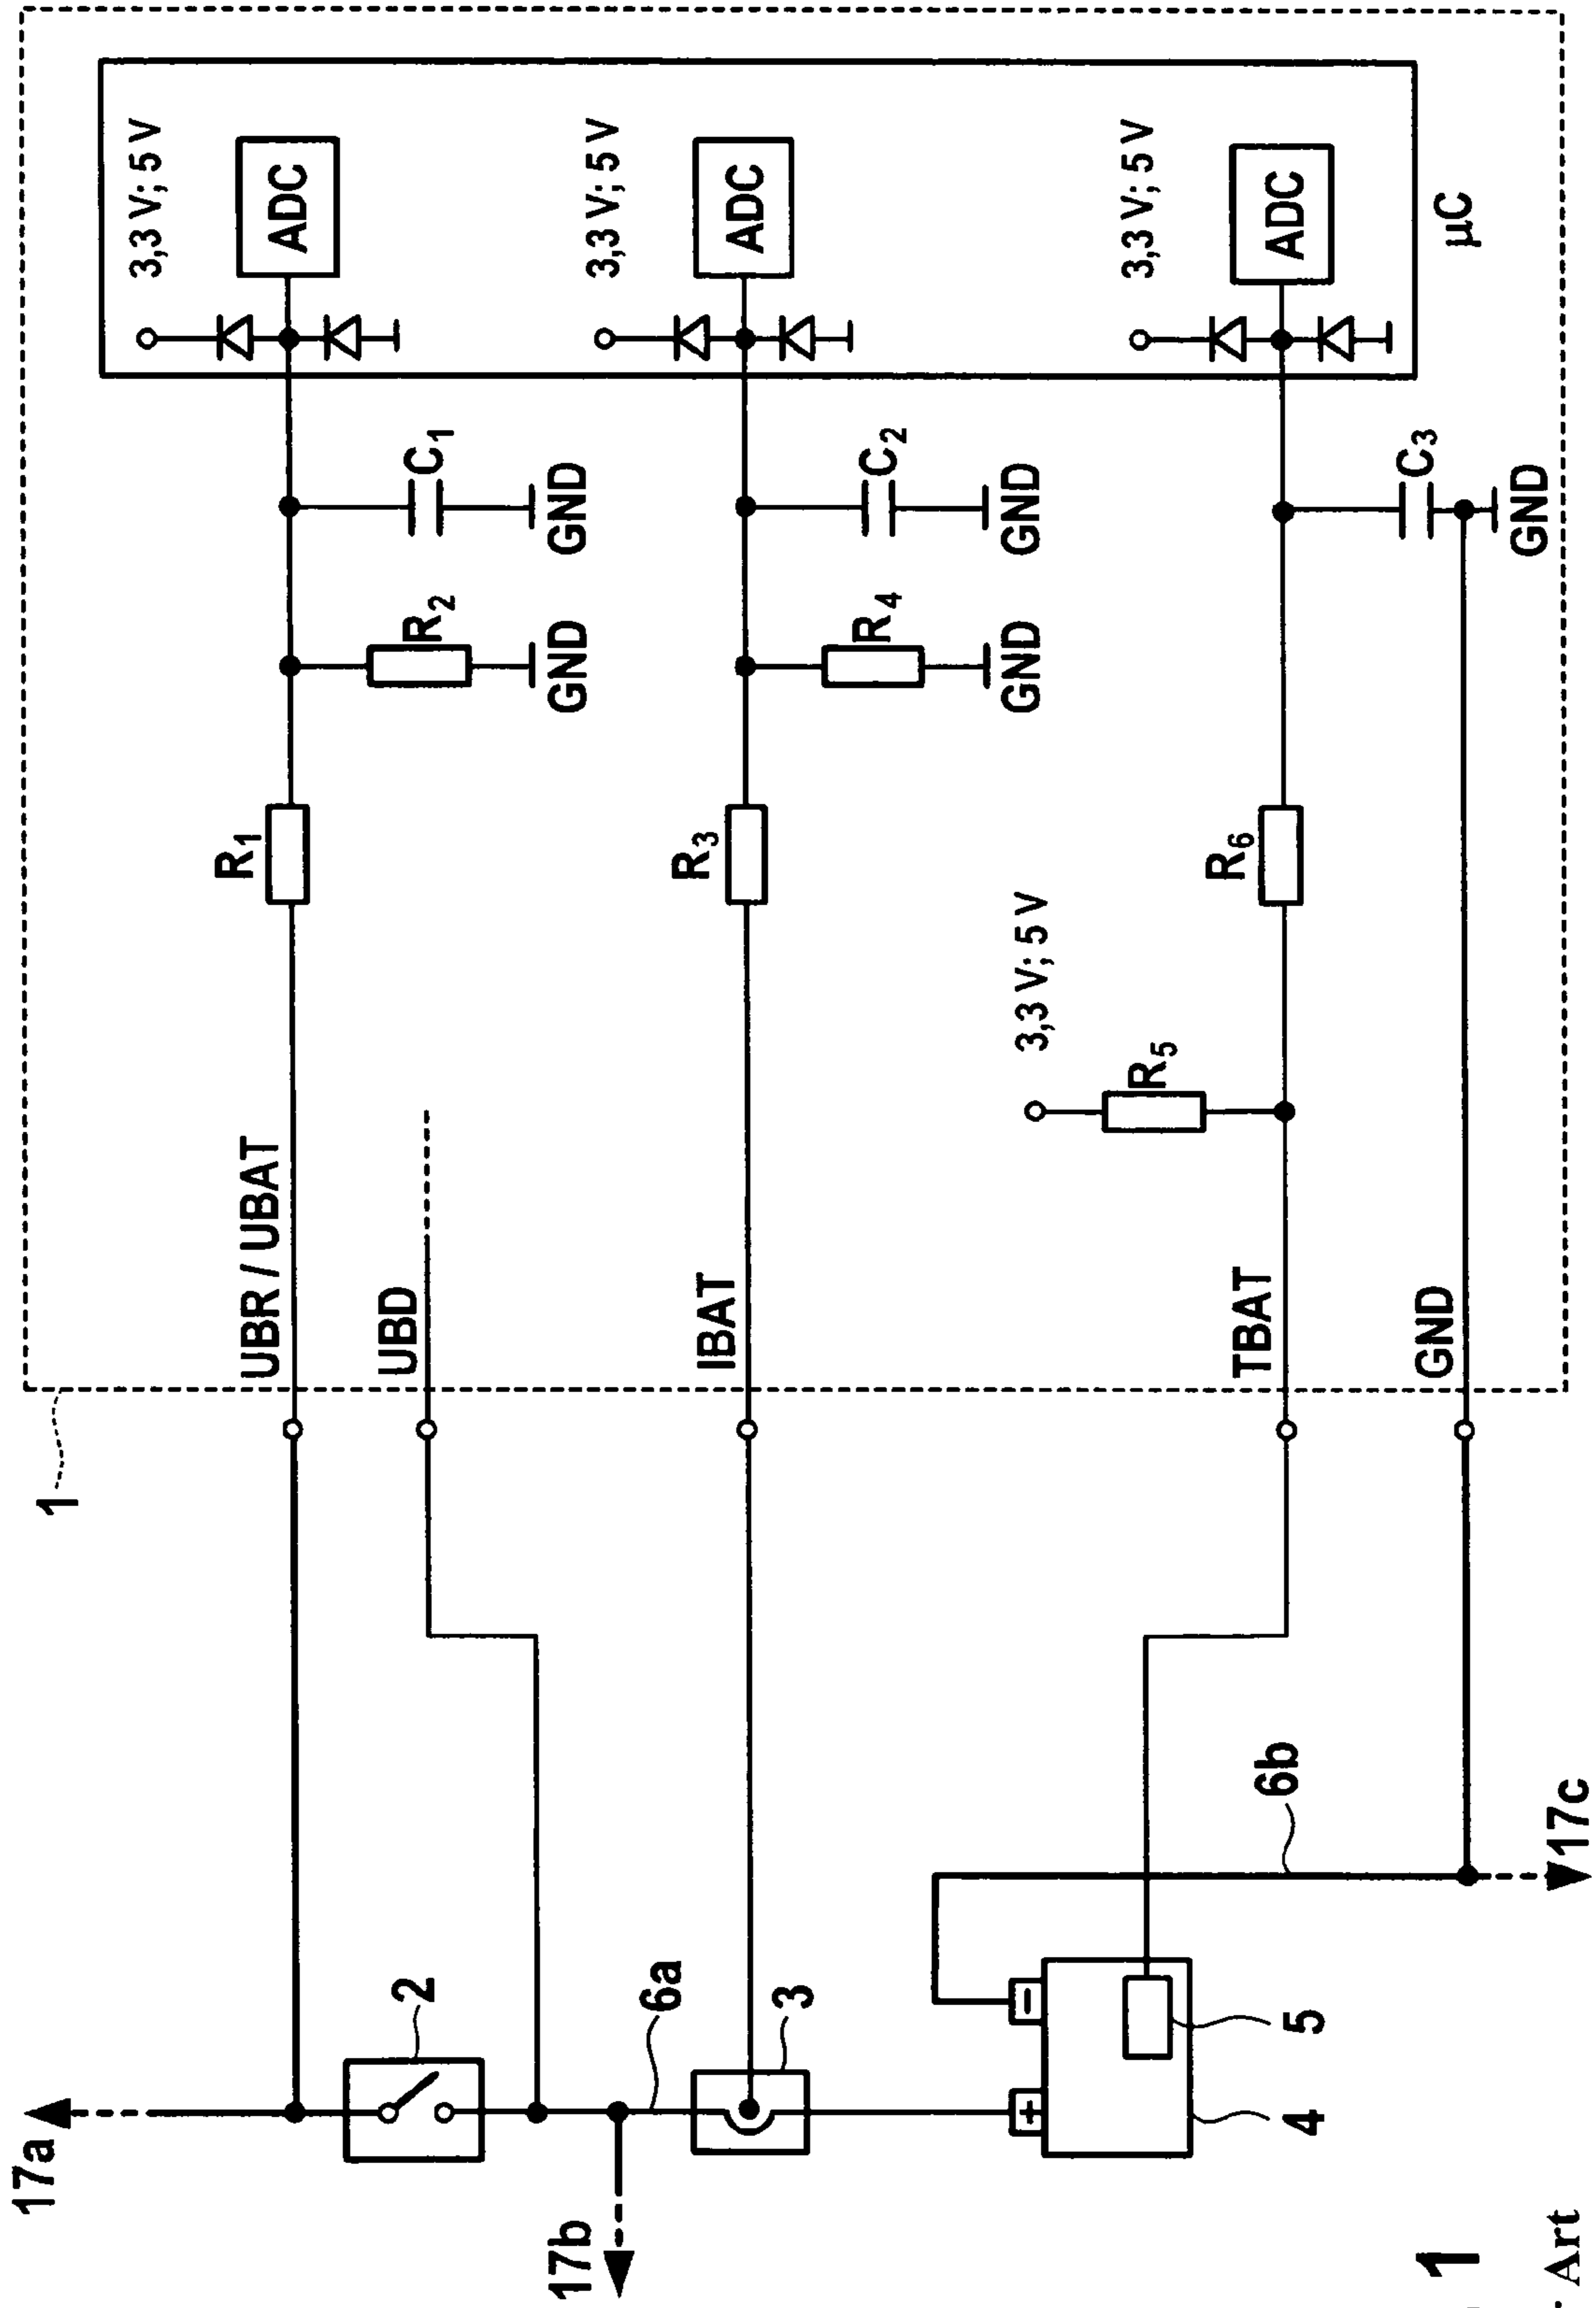 17a
17b
2
6a
3
4
5
6b
17c
1
UBR / UBAT
UBD
IBAT
TBAT
GND
R1
R2
GND
C1
GND
3,3 V; 5 V
ADC
R3
R4
GND
C2
GND
3,3 V; 5 V
ADC
3,3 V; 5 V
R5
R6
C3
GND
3,3 V; 5 V
ADC
µC
1
Art